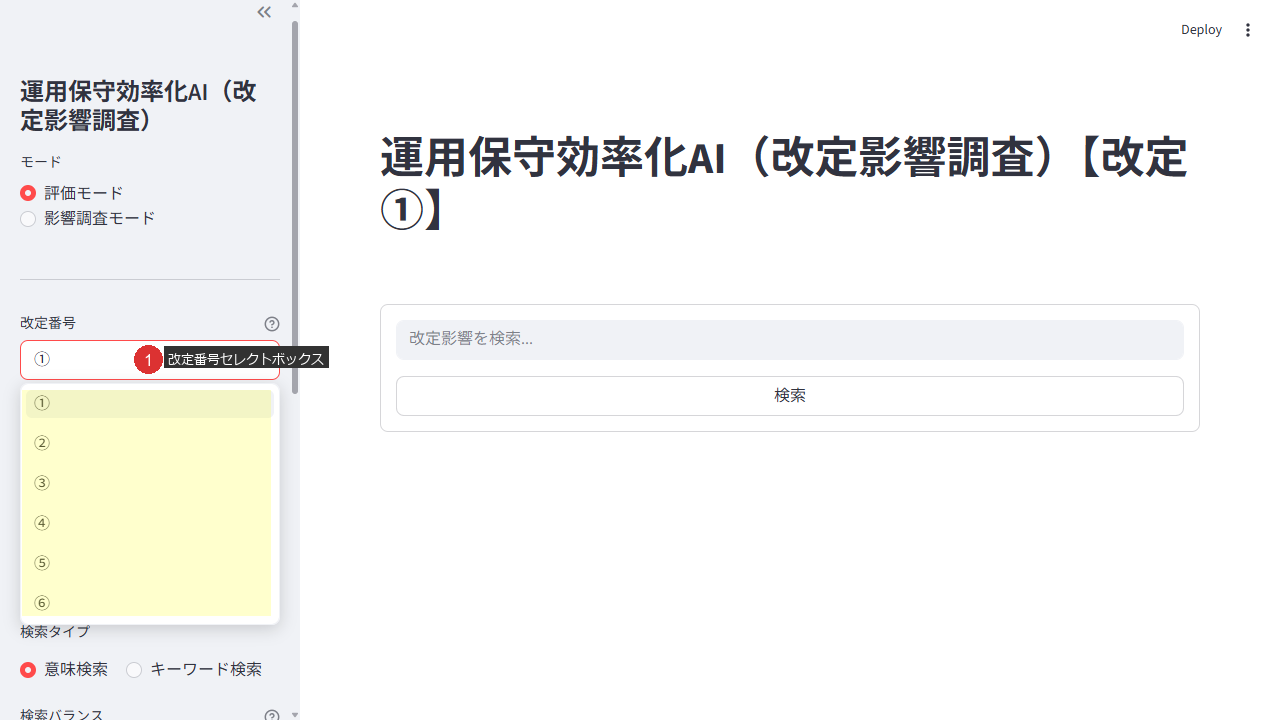 運用保守効率化AI（改
定影響調査）
モード
評価モード
影響調査モード
改定番号
①
1 改定番号セレクトボックス
①
②
③
④
⑤
⑥
検索タイプ
意味検索 キーワード検索
検索バランス
Deploy
運用保守効率化AI（改定影響調査）【改定
①】
改定影響を検索...
検索